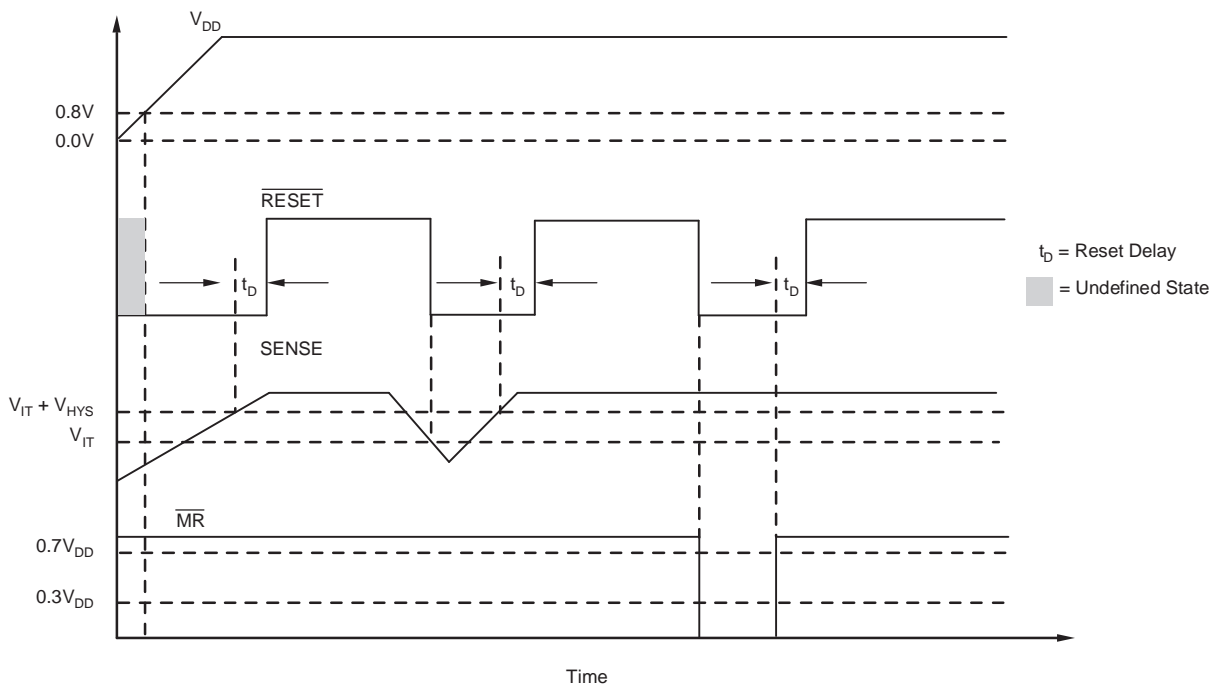 V_DD
0.8V
0.0V
RESET
t_D
t_D
t_D
t_D = Reset Delay
= Undefined State
SENSE
V_IT + V_HYS
V_IT
MR
0.7V_DD
0.3V_DD
Time